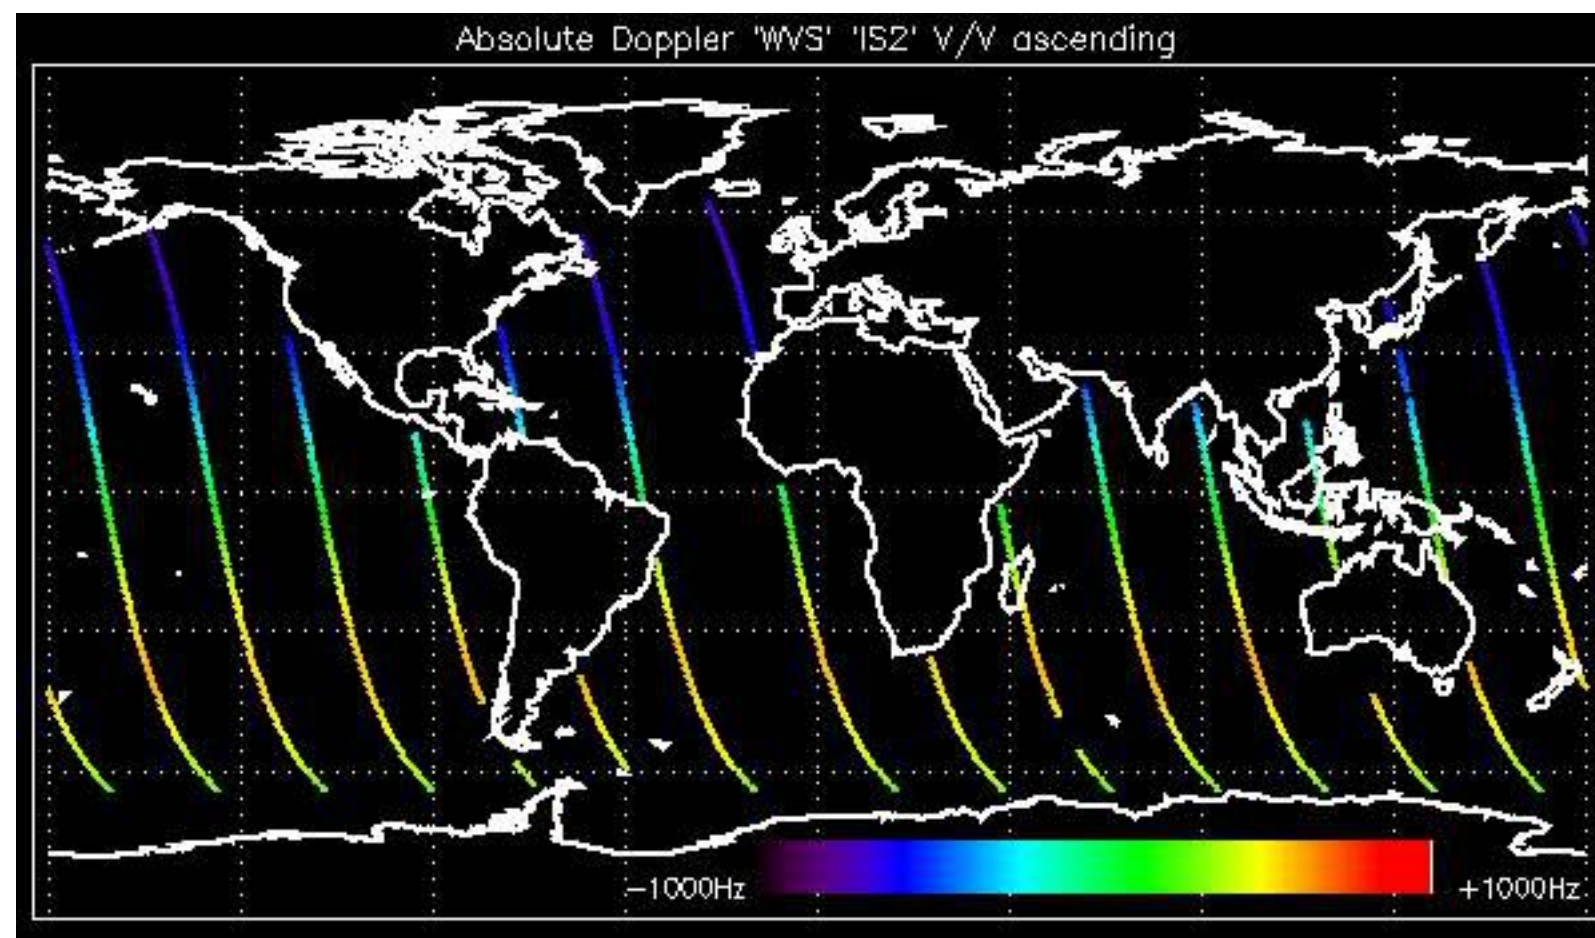 Absolute Doppler 'WVS' 'IS2' V/V ascending
−1000Hz +1000Hz